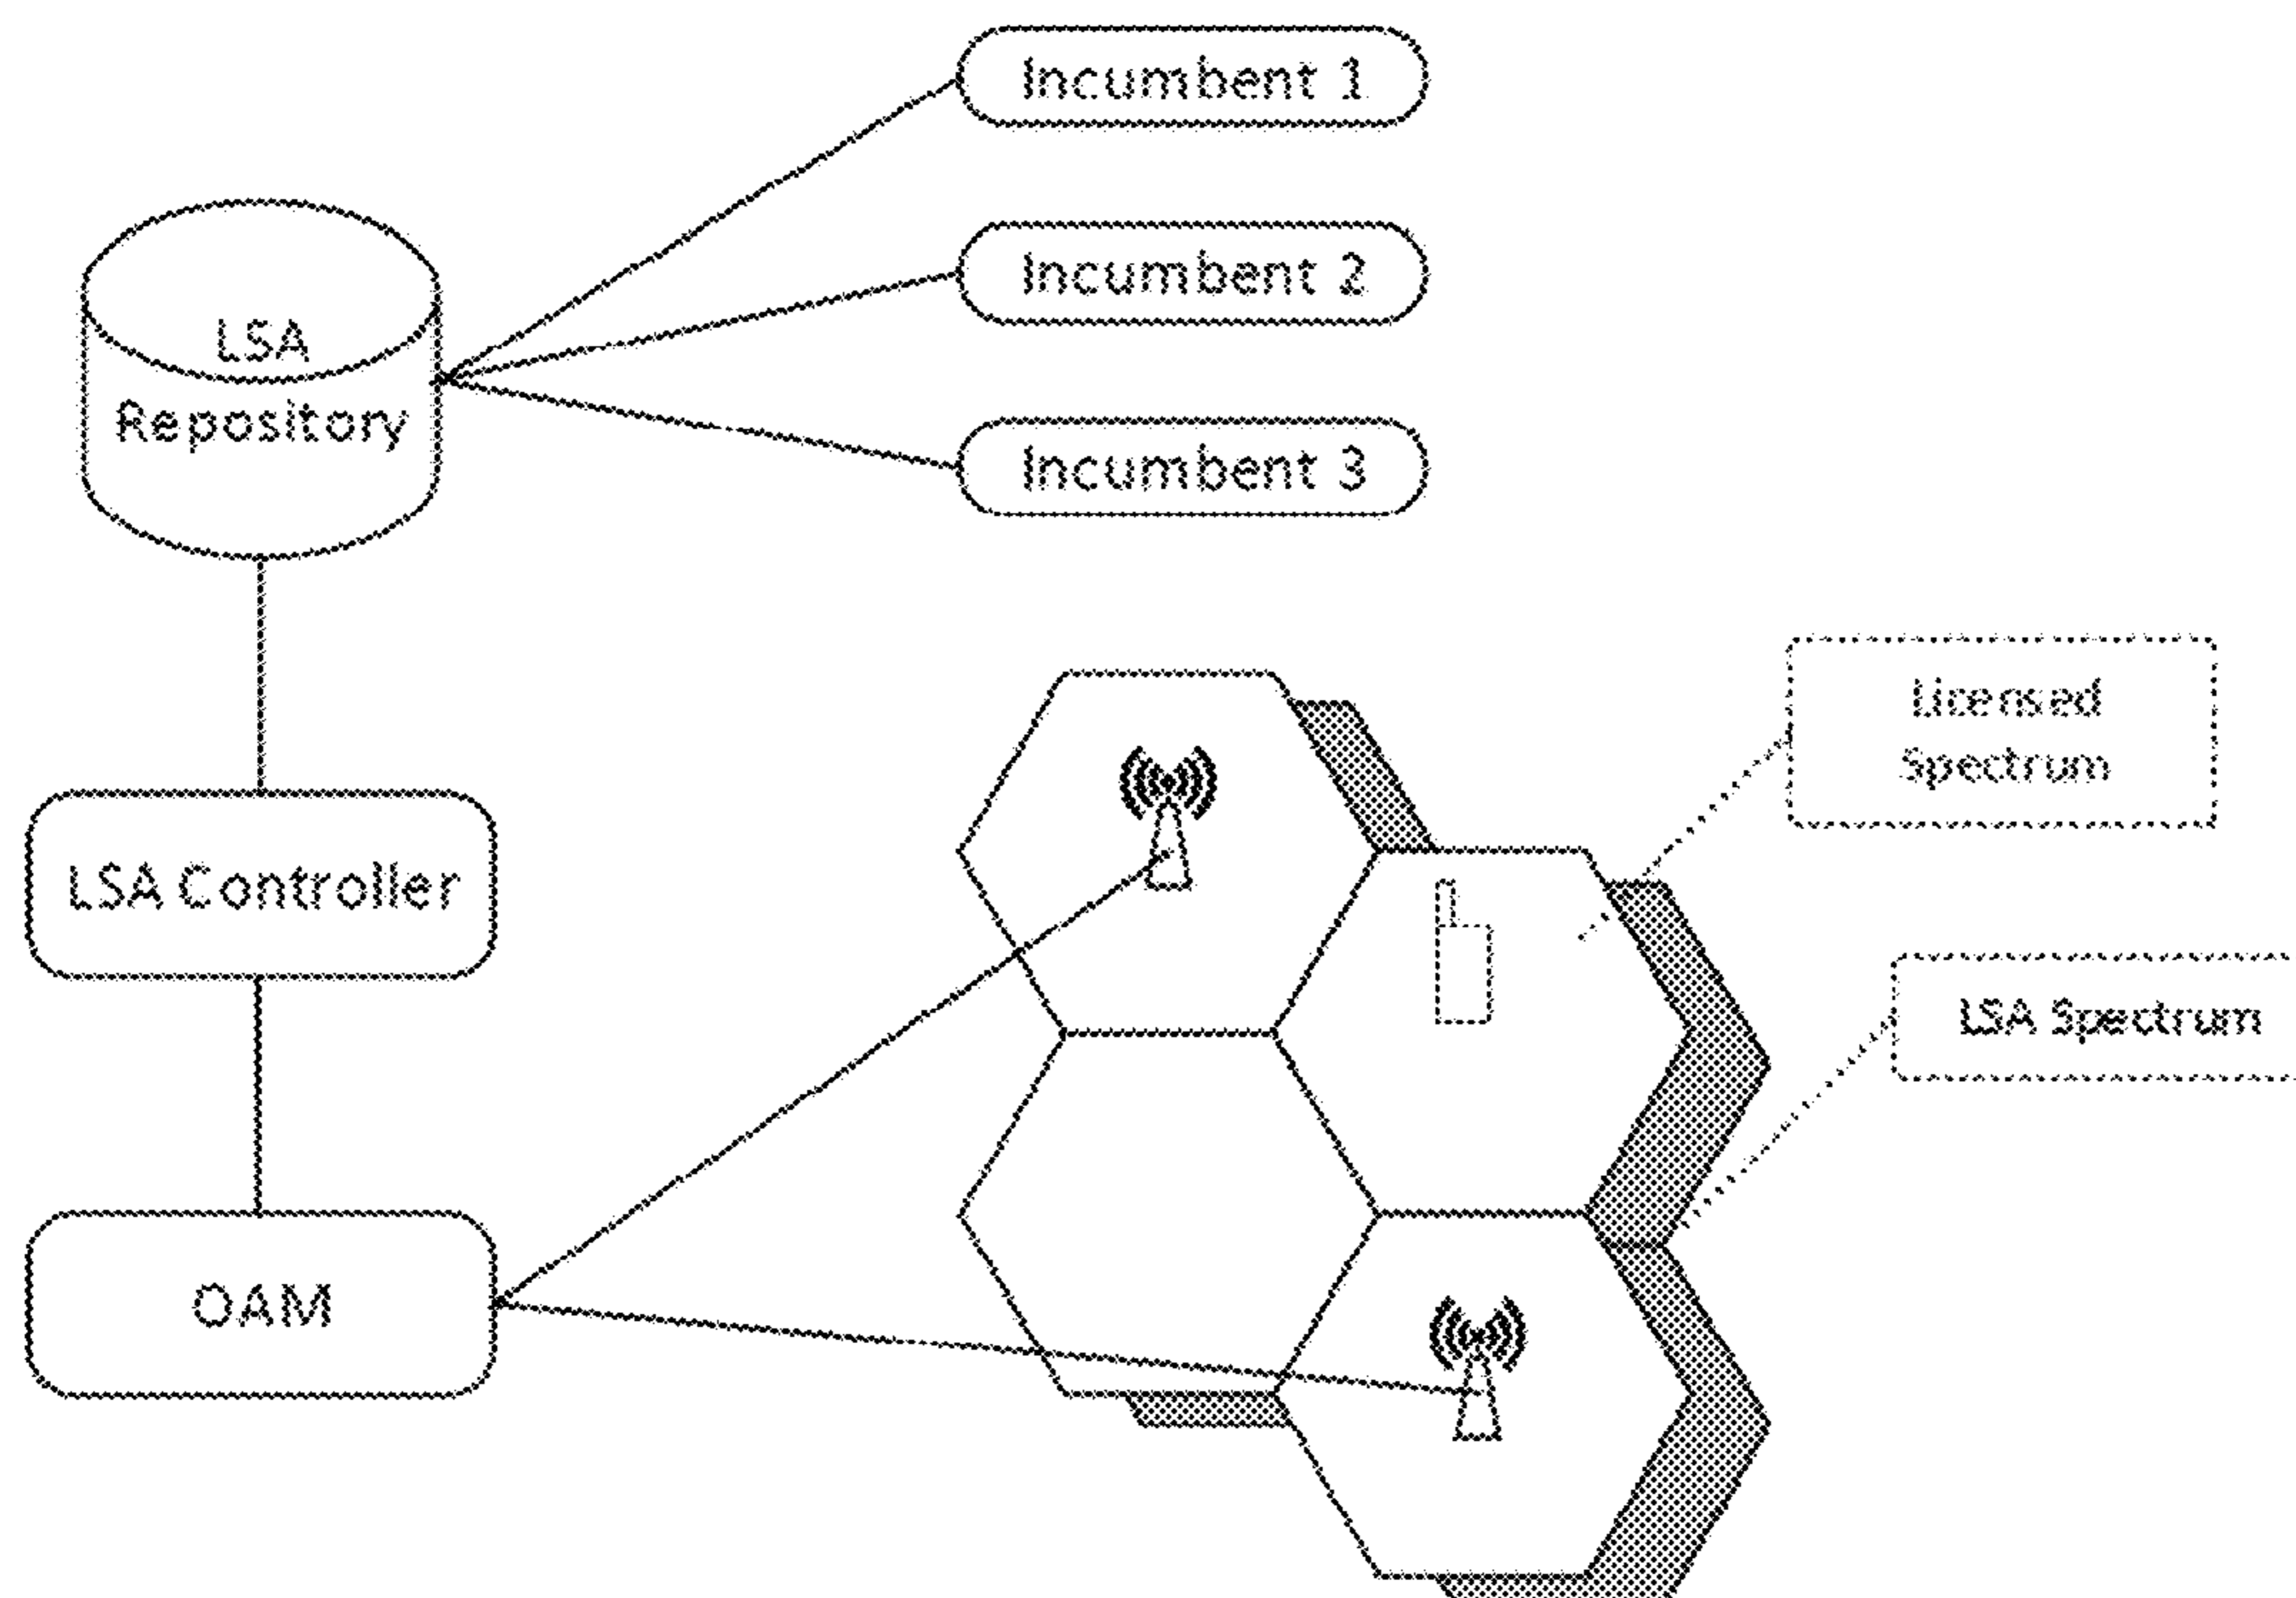 Incumbent 1
Incumbent 2
LSA
Repository
Incumbent 3
Licensed
Spectrum
LSA Controller
LSA Spectrum
OAM